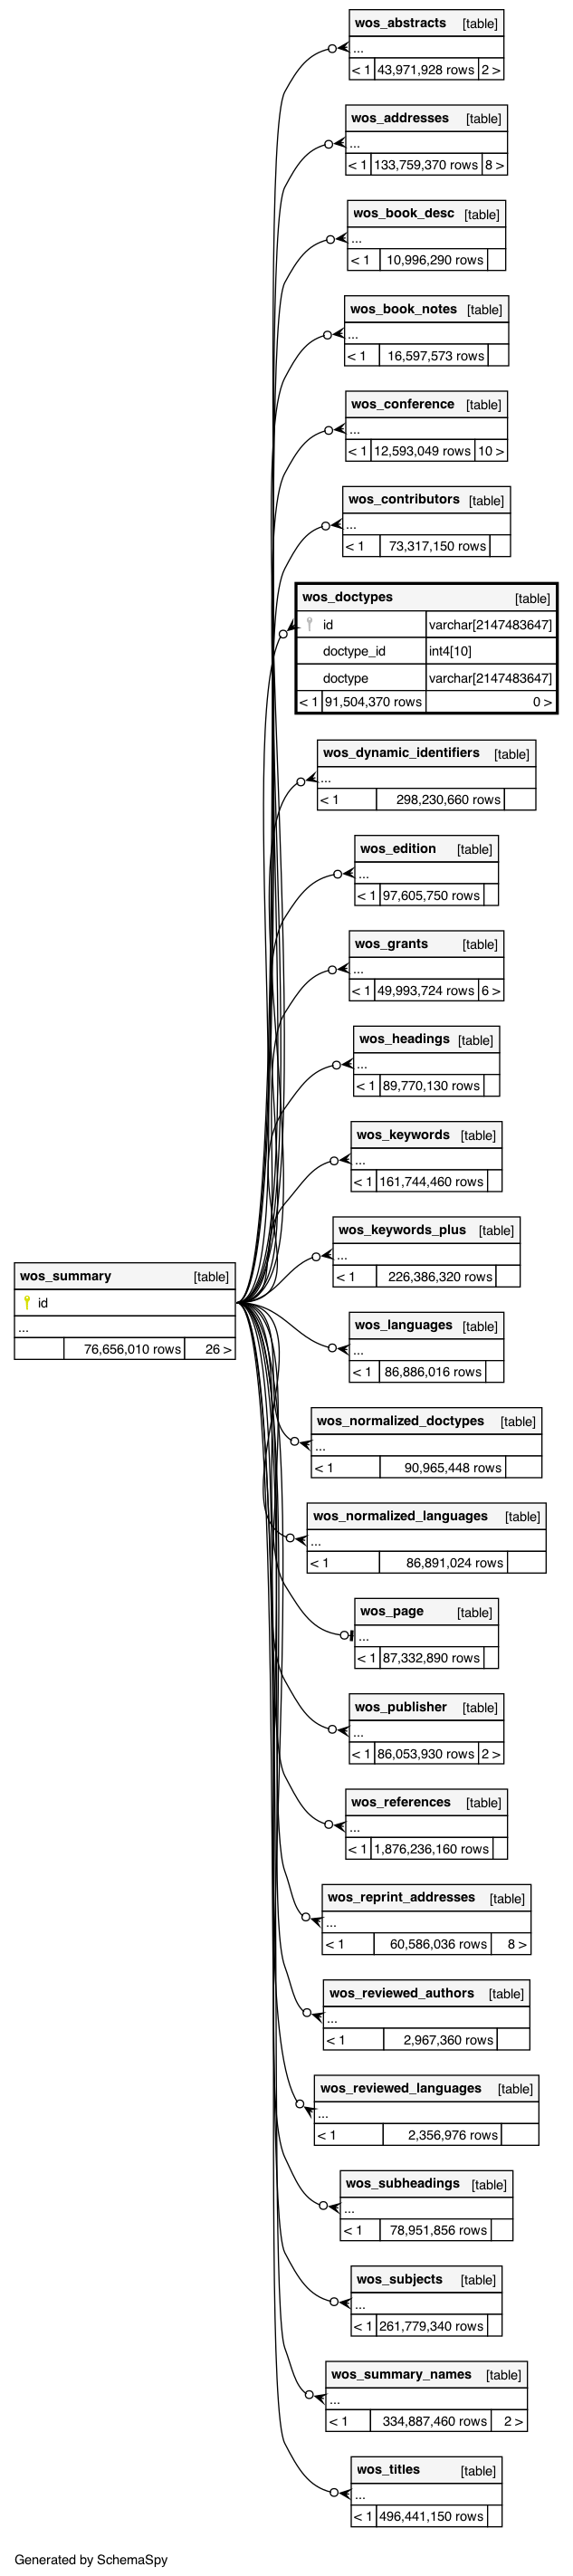 wos_abstracts [table]
...
< 1 43,971,928 rows 2 >
wos_addresses [table]
...
< 1 133,759,370 rows 8 >
wos_book_desc [table]
...
< 1 10,996,290 rows
wos_book_notes [table]
...
< 1 16,597,573 rows
wos_conference [table]
...
< 1 12,593,049 rows 10 >
wos_contributors [table]
...
< 1 73,317,150 rows
wos_doctypes [table]
id varchar[2147483647]
doctype_id int4[10]
doctype varchar[2147483647]
< 1 91,504,370 rows 0 >
wos_dynamic_identifiers [table]
...
< 1 298,230,660 rows
wos_edition [table]
...
< 1 97,605,750 rows
wos_grants [table]
...
< 1 49,993,724 rows 6 >
wos_headings [table]
...
< 1 89,770,130 rows
wos_keywords [table]
...
< 1 161,744,460 rows
wos_keywords_plus [table]
...
< 1 226,386,320 rows
wos_summary [table]
id
...
76,656,010 rows 26 >
wos_languages [table]
...
< 1 86,886,016 rows
wos_normalized_doctypes [table]
...
< 1 90,965,448 rows
wos_normalized_languages [table]
...
< 1 86,891,024 rows
wos_page [table]
...
< 1 87,332,890 rows
wos_publisher [table]
...
< 1 86,053,930 rows 2 >
wos_references [table]
...
< 1 1,876,236,160 rows
wos_reprint_addresses [table]
...
< 1 60,586,036 rows 8 >
wos_reviewed_authors [table]
...
< 1 2,967,360 rows
wos_reviewed_languages [table]
...
< 1 2,356,976 rows
wos_subheadings [table]
...
< 1 78,951,856 rows
wos_subjects [table]
...
< 1 261,779,340 rows
wos_summary_names [table]
...
< 1 334,887,460 rows 2 >
wos_titles [table]
...
< 1 496,441,150 rows
Generated by SchemaSpy